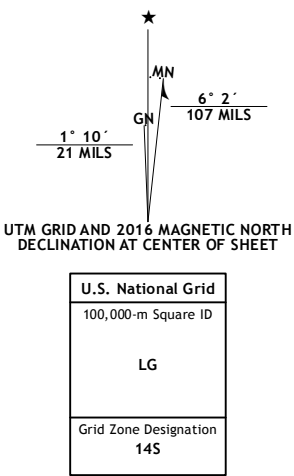 ★
MN
GN
6° 2´
107 MILS
1° 10´
21 MILS
UTM GRID AND 2016 MAGNETIC NORTH
DECLINATION AT CENTER OF SHEET
U.S. National Grid
100,000-m Square ID
LG
Grid Zone Designation
14S